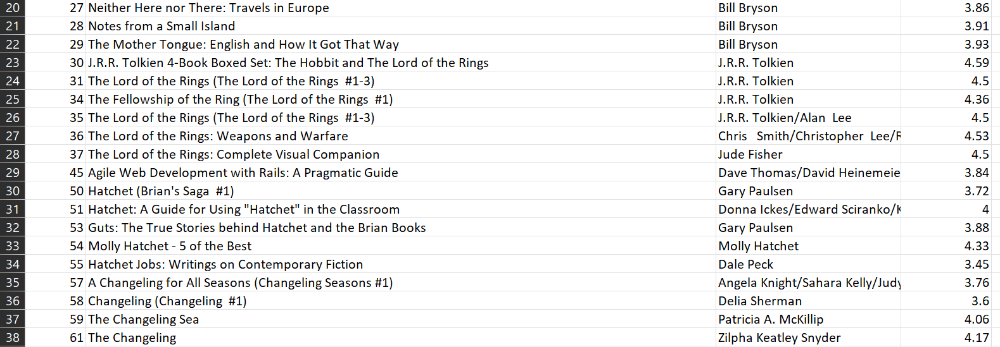 20 27 Neither Here nor There: Travels in Europe Bill Bryson 3.86
21 28 Notes from a Small Island Bill Bryson 3.91
22 29 The Mother Tongue: English and How It Got That Way Bill Bryson 3.93
23 30 J.R.R. Tolkien 4-Book Boxed Set: The Hobbit and The Lord of the Rings J.R.R. Tolkien 4.59
24 31 The Lord of the Rings (The Lord of the Rings  #1-3) J.R.R. Tolkien 4.5
25 34 The Fellowship of the Ring (The Lord of the Rings  #1) J.R.R. Tolkien 4.36
26 35 The Lord of the Rings (The Lord of the Rings  #1-3) J.R.R. Tolkien/Alan  Lee 4.5
27 36 The Lord of the Rings: Weapons and Warfare Chris   Smith/Christopher  Lee/R 4.53
28 37 The Lord of the Rings: Complete Visual Companion Jude Fisher 4.5
29 45 Agile Web Development with Rails: A Pragmatic Guide Dave Thomas/David Heinemeie 3.84
30 50 Hatchet (Brian's Saga  #1) Gary Paulsen 3.72
31 51 Hatchet: A Guide for Using "Hatchet" in the Classroom Donna Ickes/Edward Sciranko/K 4
32 53 Guts: The True Stories behind Hatchet and the Brian Books Gary Paulsen 3.88
33 54 Molly Hatchet - 5 of the Best Molly Hatchet 4.33
34 55 Hatchet Jobs: Writings on Contemporary Fiction Dale Peck 3.45
35 57 A Changeling for All Seasons (Changeling Seasons #1) Angela Knight/Sahara Kelly/Judy 3.76
36 58 Changeling (Changeling  #1) Delia Sherman 3.6
37 59 The Changeling Sea Patricia A. McKillip 4.06
38 61 The Changeling Zilpha Keatley Snyder 4.17